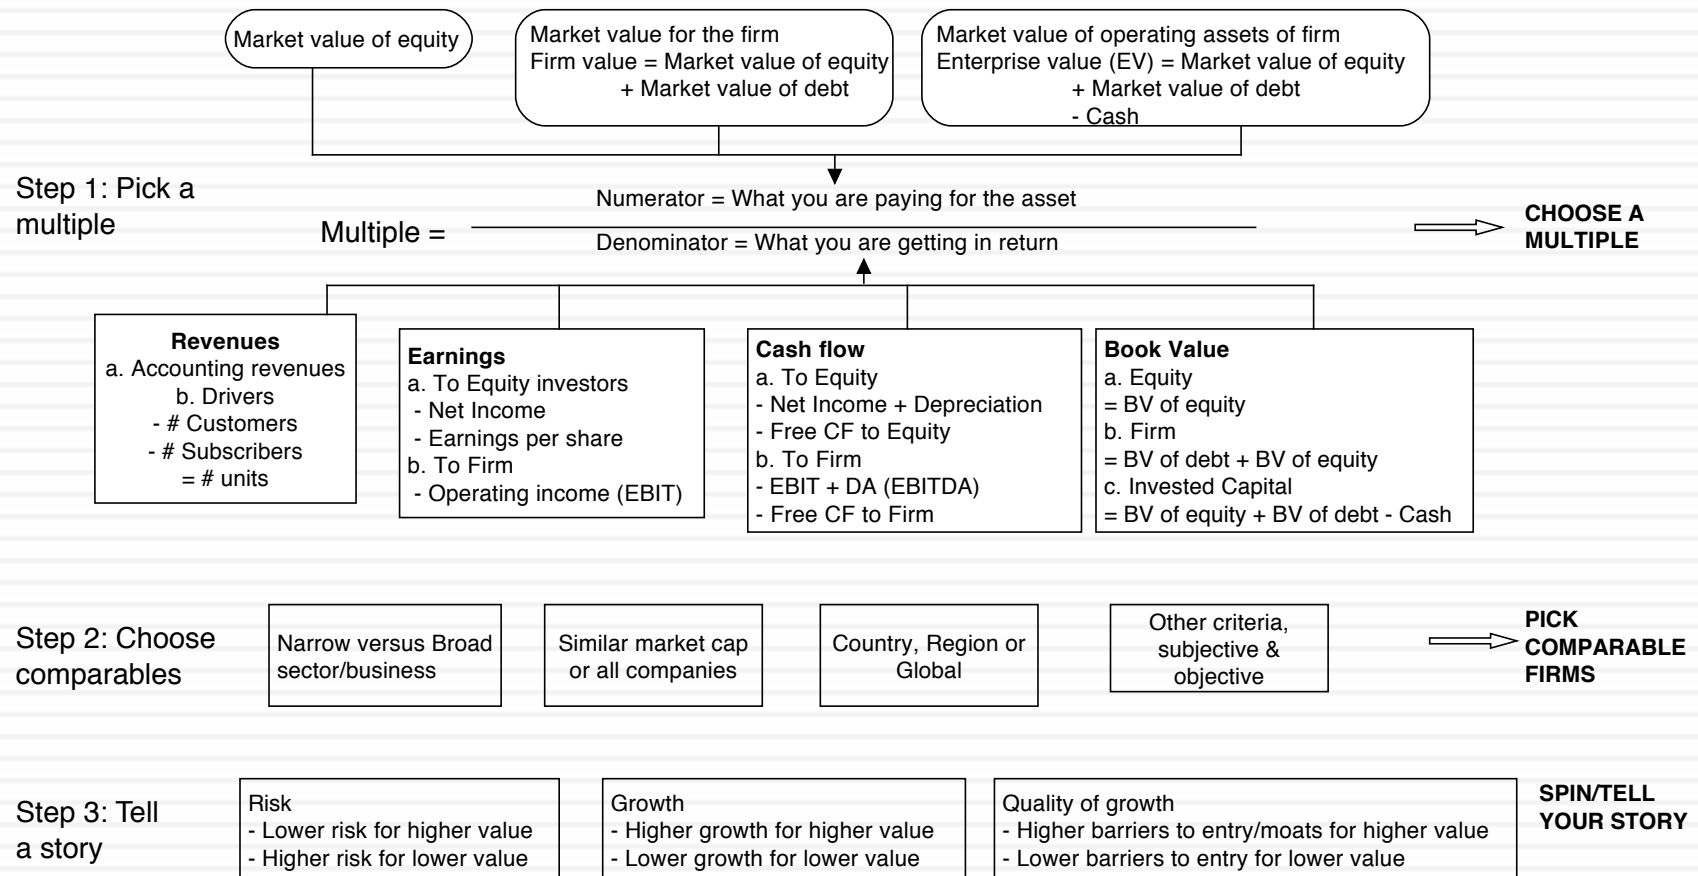 Market value of equity
Market value for the firm
Firm value = Market value of equity
+ Market value of debt
Market value of operating assets of firm
Enterprise value (EV) = Market value of equity
+ Market value of debt
- Cash
Step 1: Pick a
multiple
Multiple =
Numerator = What you are paying for the asset
Denominator = What you are getting in return
CHOOSE A
MULTIPLE
Revenues
a. Accounting revenues
b. Drivers
- # Customers
- # Subscribers
= # units
Earnings
a. To Equity investors
- Net Income
- Earnings per share
b. To Firm
- Operating income (EBIT)
Cash flow
a. To Equity
- Net Income + Depreciation
- Free CF to Equity
b. To Firm
- EBIT + DA (EBITDA)
- Free CF to Firm
Book Value
a. Equity
= BV of equity
b. Firm
= BV of debt + BV of equity
c. Invested Capital
= BV of equity + BV of debt - Cash
Step 2: Choose
comparables
Narrow versus Broad
sector/business
Similar market cap
or all companies
Country, Region or
Global
Other criteria,
subjective &
objective
PICK
COMPARABLE
FIRMS
Step 3: Tell
a story
Risk
- Lower risk for higher value
- Higher risk for lower value
Growth
- Higher growth for higher value
- Lower growth for lower value
Quality of growth
- Higher barriers to entry/moats for higher value
- Lower barriers to entry for lower value
SPIN/TELL
YOUR STORY